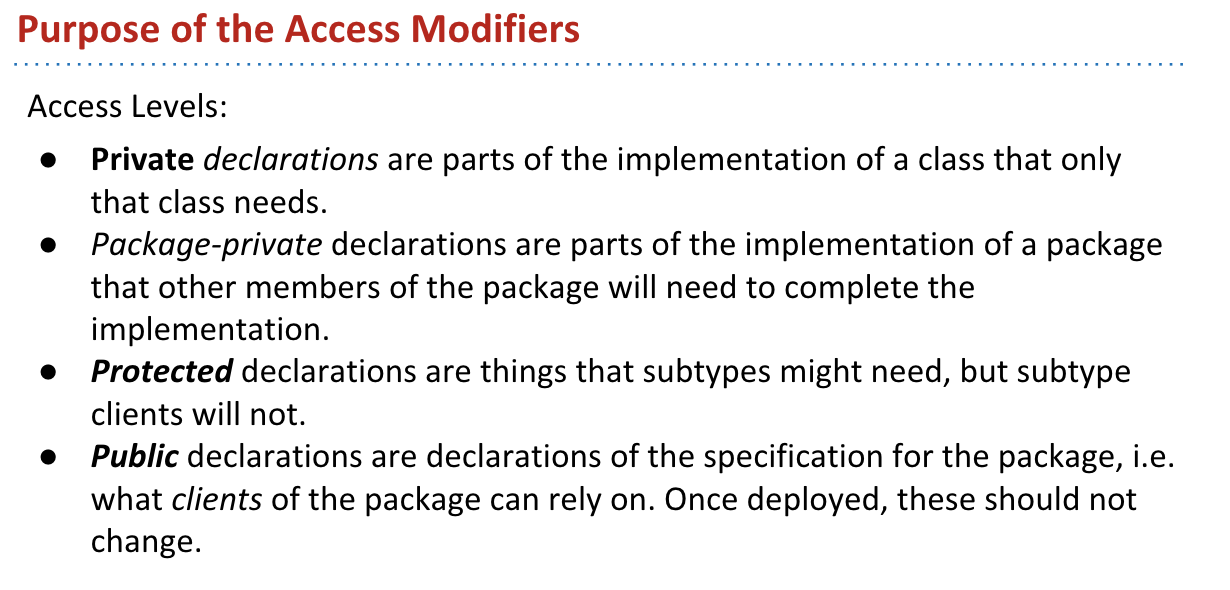 Purpose of the Access Modifiers
Access Levels:
● Private declarations are parts of the implementation of a class that only
that class needs.
● Package-private declarations are parts of the implementation of a package
that other members of the package will need to complete the
implementation.
● Protected declarations are things that subtypes might need, but subtype
clients will not.
● Public declarations are declarations of the specification for the package, i.e.
what clients of the package can rely on. Once deployed, these should not
change.